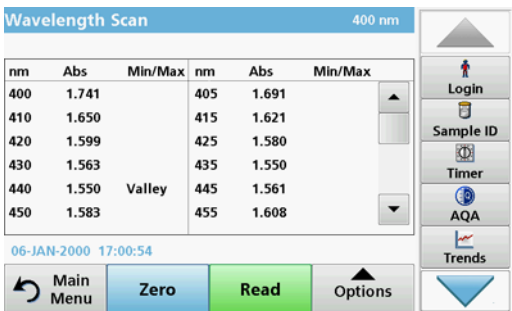 Wavelength Scan 400 nm
nm Abs Min/Max nm Abs Min/Max
400 1.741 405 1.691
410 1.650 415 1.621
420 1.599 425 1.580
430 1.563 435 1.550
440 1.550 Valley 445 1.561
450 1.583 455 1.608
06-JAN-2000 17:00:54
Main Menu
Zero
Read
Options
Login
Sample ID
Timer
AQA
Trends